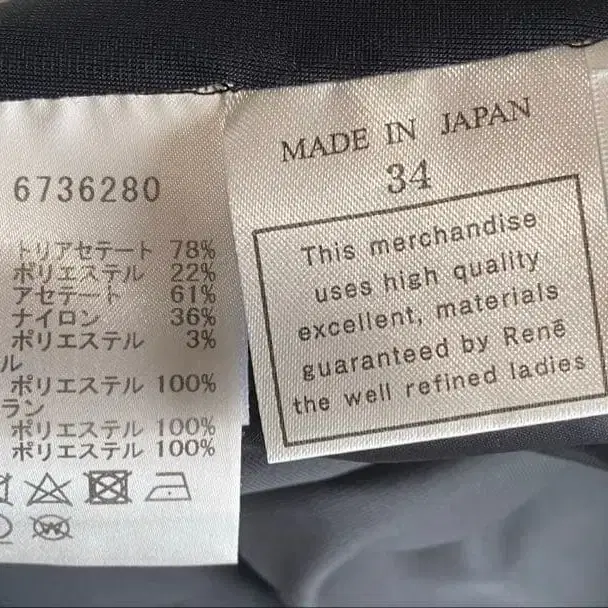 6736280
トリアセテート 78%
ポリエステル 22%
アセテート 61%
ナイロン 36%
ポリエステル 3%
ル
ポリエステル 100%
ラン
ポリエステル 100%
ポリエステル 100%
MADE IN JAPAN
34
This merchandise
uses high quality
excellent, materials
guaranteed by Renē
the well refined ladies